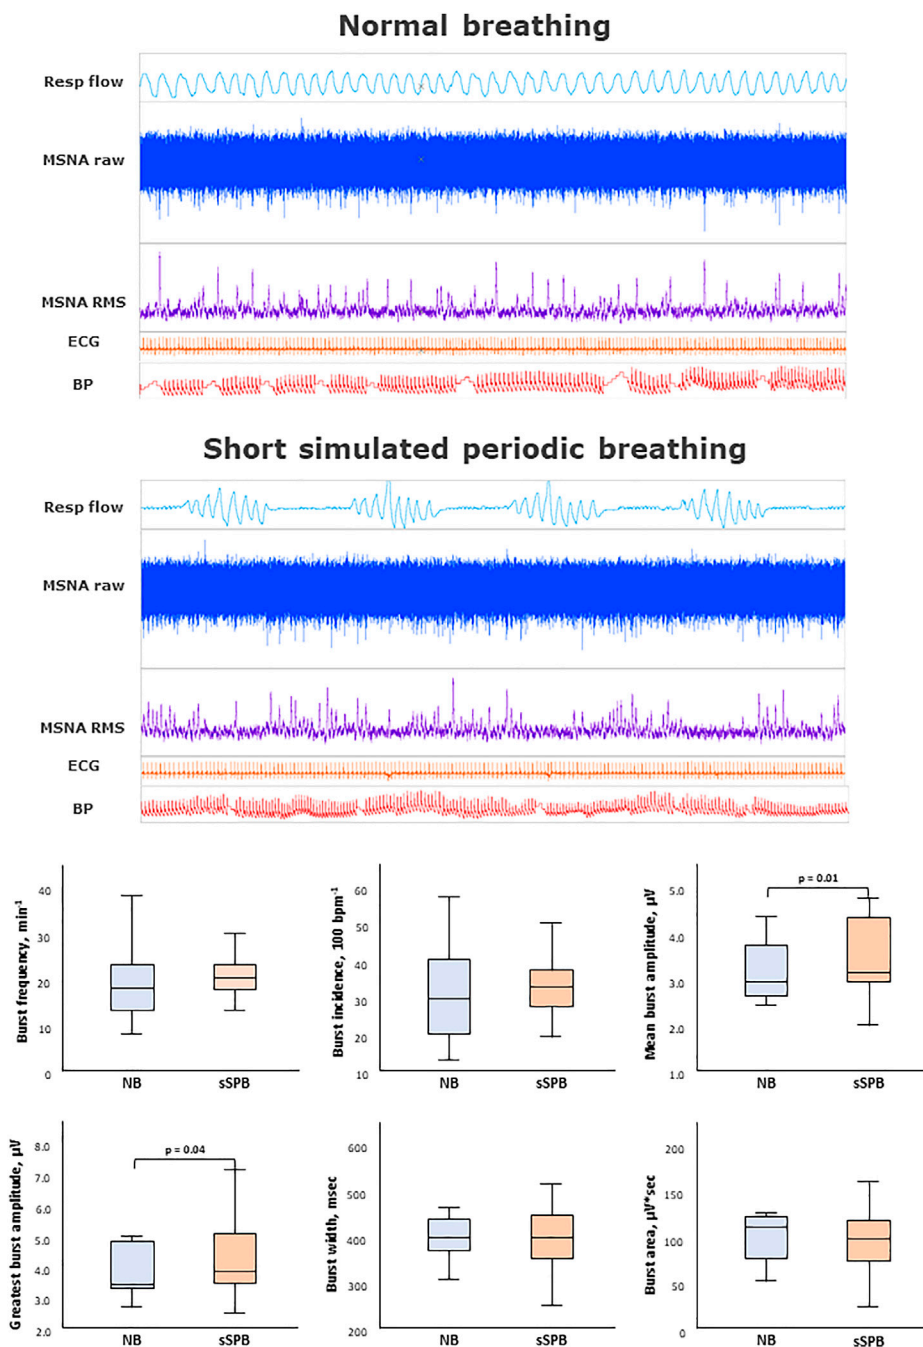 Normal breathing
Resp flow
MSNA raw
MSNA RMS
ECG
BP
Short simulated periodic breathing
Resp flow
MSNA raw
MSNA RMS
ECG
BP
Burst frequency, min⁻¹
40
30
20
10
0
NB
sSPB
Burst incidence, 100 bpm⁻¹
60
50
40
30
20
10
NB
sSPB
Mean burst amplitude, µV
5.0
4.0
3.0
2.0
1.0
p = 0.01
NB
sSPB
Greatest burst amplitude, µV
8.0
7.0
6.0
5.0
4.0
3.0
2.0
p = 0.04
NB
sSPB
Burst width, msec
600
500
400
300
200
NB
sSPB
Burst area, µV*sec
200
150
100
50
0
NB
sSPB